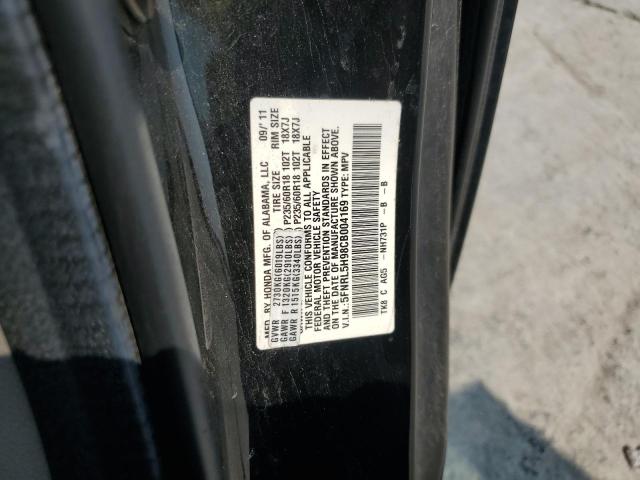 MFD. BY HONDA MFG. OF ALABAMA, LLC 09/'11
TIRE SIZE RIM SIZE
GVWR 2730KG(6019LBS)
GAWR F 1320KG(2910LBS) P235/60R18 102T 18X7J
GAWR R 1515KG(3340LBS) P235/60R18 102T 18X7J
THIS VEHICLE CONFORMS TO ALL APPLICABLE
FEDERAL MOTOR VEHICLE SAFETY
AND THEFT PREVENTION STANDARDS IN EFFECT
ON THE DATE OF MANUFACTURE SHOWN ABOVE.
V.I.N.:5FNRL5H98CB004169 TYPE: MPV
TK8 C AG5 -NH731P -B -B